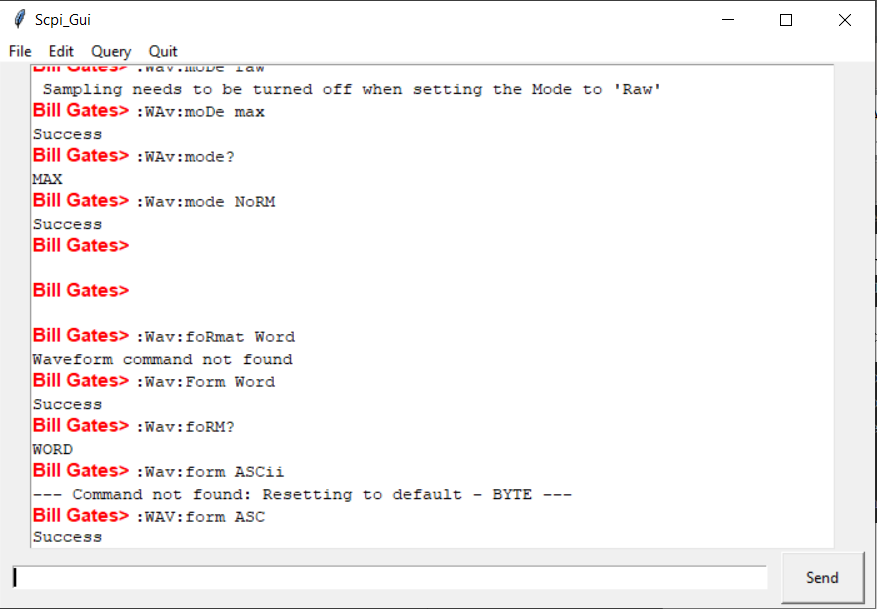 Scpi_Gui
File Edit Query Quit
Bill Gates> :Wav:moDe raw
Sampling needs to be turned off when setting the Mode to 'Raw'
Bill Gates> :WAv:moDe max
Success
Bill Gates> :WAv:mode?
MAX
Bill Gates> :Wav:mode NoRM
Success
Bill Gates>
Bill Gates>
Bill Gates> :Wav:foRmat Word
Waveform command not found
Bill Gates> :Wav:Form Word
Success
Bill Gates> :Wav:foRM?
WORD
Bill Gates> :Wav:form ASCii
--- Command not found: Resetting to default - BYTE ---
Bill Gates> :WAV:form ASC
Success
Send